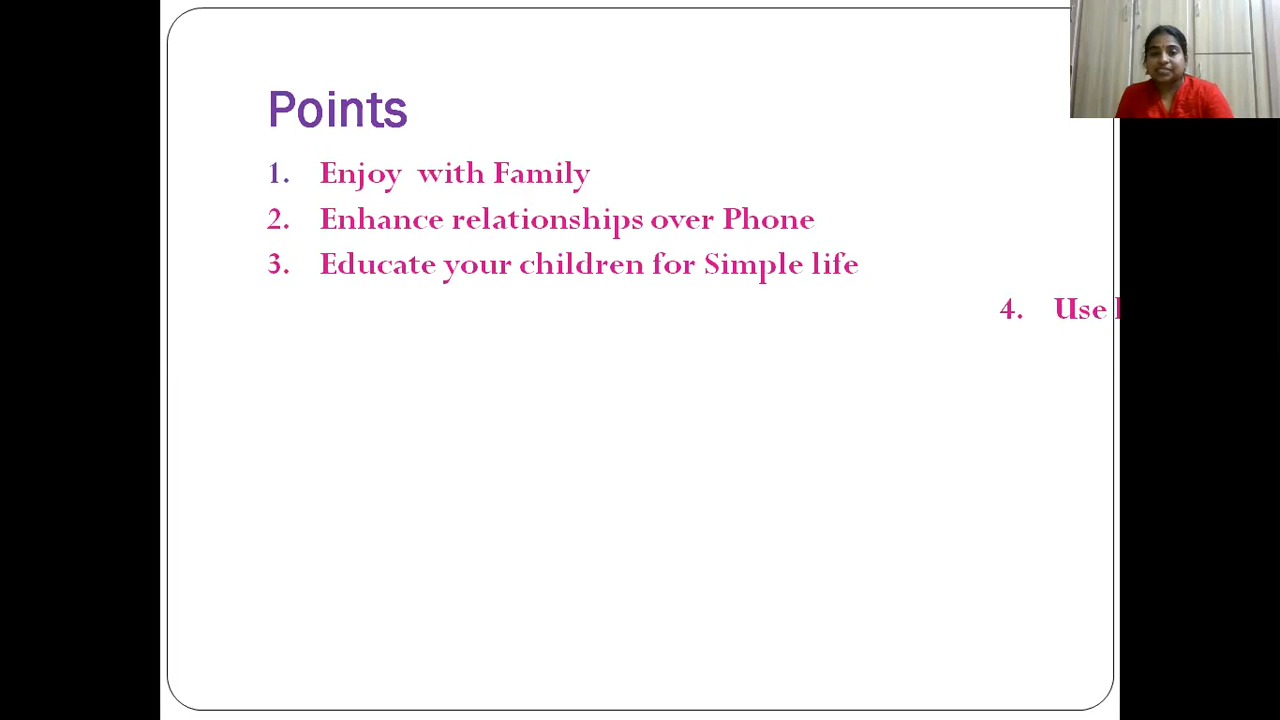 Points
1. Enjoy with Family
2. Enhance relationships over Phone
3. Educate your children for Simple life
4. Use